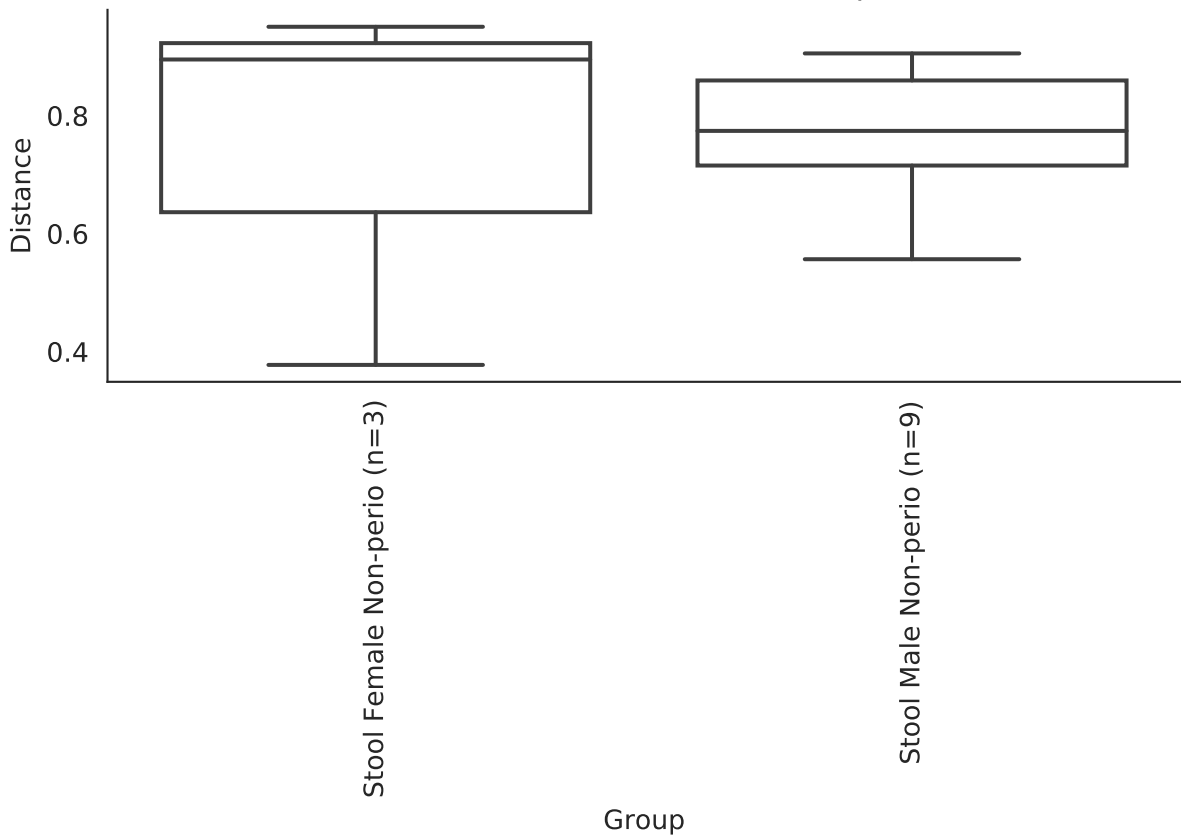 Distance
0.8
0.6
0.4
Stool Female Non-perio (n=3)
Stool Male Non-perio (n=9)
Group